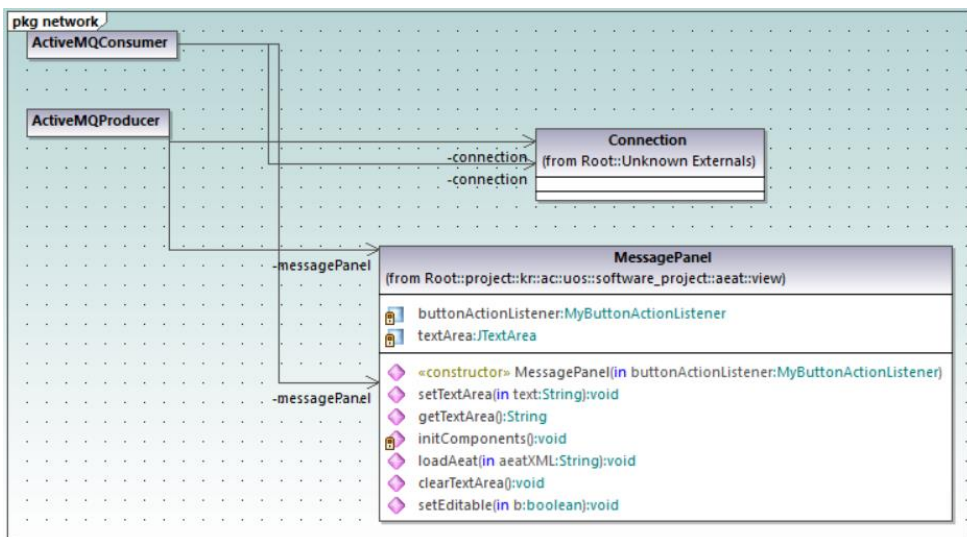 pkg network
ActiveMQConsumer
ActiveMQProducer
Connection
(from Root::Unknown Externals)
-connection
-connection
MessagePanel
(from Root::project::kr::ac::uos::software_project::aeat::view)
-messagePanel
buttonActionListener:MyButtonActionListener
textArea:JTextArea
«constructor» MessagePanel(in buttonActionListener:MyButtonActionListener)
-messagePanel
setTextArea(in text:String):void
getTextArea():String
initComponents():void
loadAeat(in aeatXML:String):void
clearTextArea():void
setEditable(in b:boolean):void